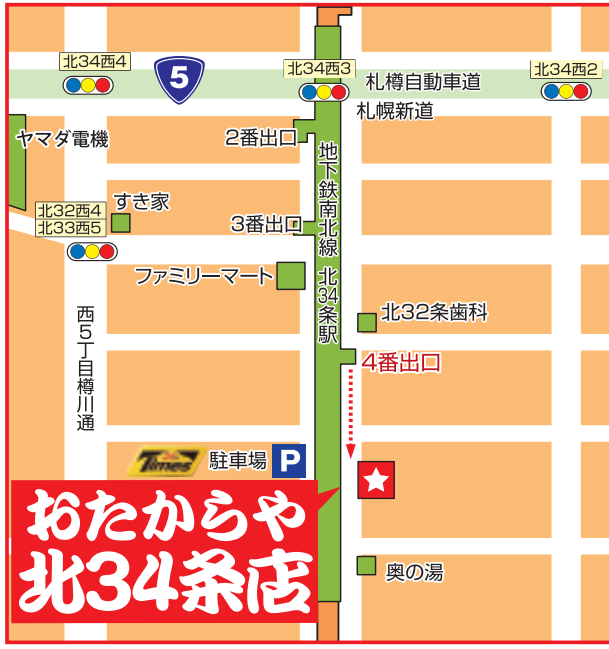 北34西4
5
北34西3
北34西2
札樽自動車道
札幌新道
ヤマダ電機
2番出口
すき家
北32西4
北33西5
3番出口
地下鉄南北線 北34条駅
ファミリーマート
北32条歯科
西5丁目樽川通
4番出口
Times
駐車場
P
おたからや
北34条店
奥の湯